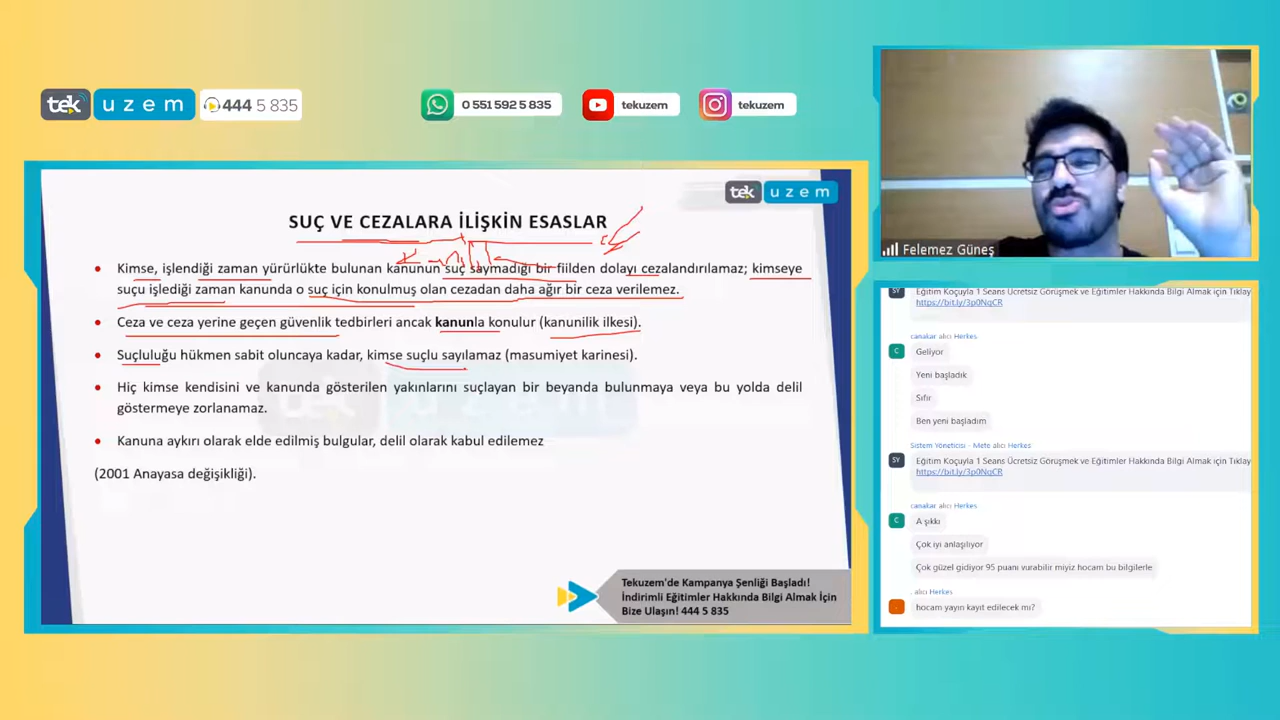 tek uzem 444 5 835
0 551 592 5 835
tekuzem
tekuzem
tek uzem
SUÇ VE CEZALARA İLİŞKİN ESASLAR
• Kimse, işlendiği zaman yürürlükte bulunan kanunun suç saymadığı bir fiilden dolayı cezalandırılamaz; kimseye
suçu işlediği zaman kanunda o suç için konulmuş olan cezadan daha ağır bir ceza verilemez.
• Ceza ve ceza yerine geçen güvenlik tedbirleri ancak kanunla konulur (kanunilik ilkesi).
• Suçluluğu hükmen sabit oluncaya kadar, kimse suçlu sayılamaz (masumiyet karinesi).
• Hiç kimse kendisini ve kanunda gösterilen yakınlarını suçlayan bir beyanda bulunmaya veya bu yolda delil
göstermeye zorlanamaz.
• Kanuna aykırı olarak elde edilmiş bulgular, delil olarak kabul edilemez
(2001 Anayasa değişikliği).
tek uzem
Tekuzem'de Kampanya Şenliği Başladı!
İndirimli Eğitimler Hakkında Bilgi Almak İçin
Bize Ulaşın! 444 5 835
Felemez Güneş
SY
Eğitim Koçuyla 1 Seans Ücretsiz Görüşmek ve Eğitimler Hakkında Bilgi Almak için Tıklay
https://bit.ly/3p0NqCR
canakar alıcı Herkes
C
Geliyor
Yeni başladık
Sıfır
Ben yeni başladım
Sistem Yöneticisi - Mete alıcı Herkes
SY
Eğitim Koçuyla 1 Seans Ücretsiz Görüşmek ve Eğitimler Hakkında Bilgi Almak için Tıklay
https://bit.ly/3p0NqCR
canakar alıcı Herkes
C
A şıkkı
Çok iyi anlaşılıyor
Çok güzel gidiyor 95 puanı vurabilir miyiz hocam bu bilgilerle
. alıcı Herkes
hocam yayın kayıt edilecek mı?